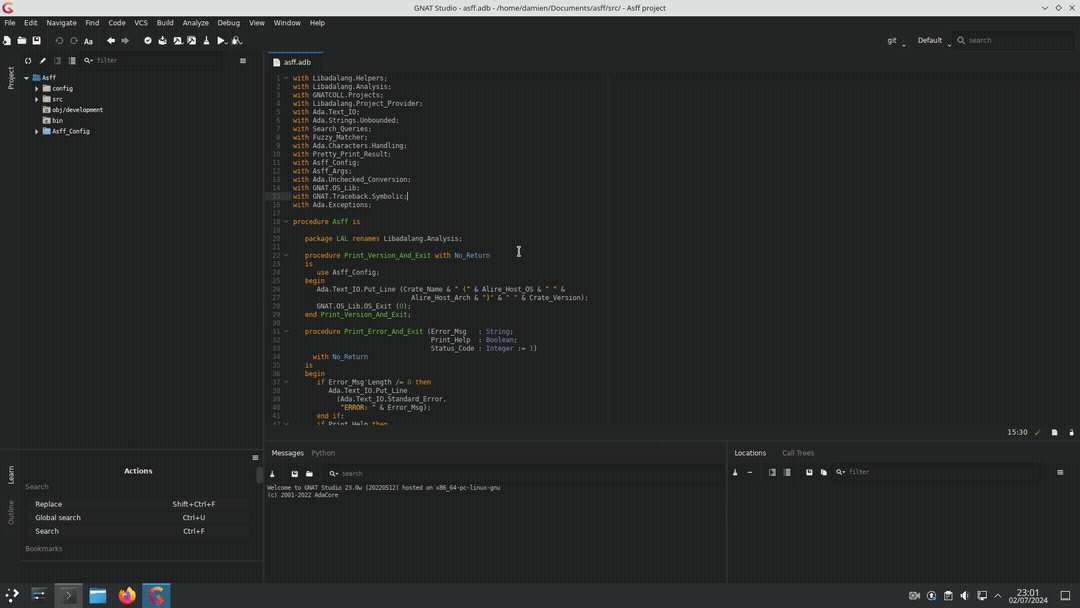 GNAT Studio - asff.adb - /home/damien/Documents/asff/src/ - Asff project
File Edit Navigate Find Code VCS Build Analyze Debug View Window Help
Aa git Default search
Project
filter
Asff
config
src
obj/development
bin
Asff_Config
asff.adb
1 with Libadalang.Helpers;
2 with Libadalang.Analysis;
3 with GNATCOLL.Projects;
4 with Libadalang.Project_Provider;
5 with Ada.Text_IO;
6 with Ada.Strings.Unbounded;
7 with Search_Queries;
8 with Fuzzy_Matcher;
9 with Ada.Characters.Handling;
10 with Pretty_Print_Result;
11 with Asff_Config;
12 with Asff_Args;
13 with Ada.Unchecked_Conversion;
14 with GNAT.OS_Lib;
15 with GNAT.Traceback.Symbolic;
16 with Ada.Exceptions;
17
18 procedure Asff is
19
20 package LAL renames Libadalang.Analysis;
21
22 procedure Print_Version_And_Exit with No_Return
23 is
24 use Asff_Config;
25 begin
26 Ada.Text_IO.Put_Line (Crate_Name & " (" & Alire_Host_OS & " " &
27 Alire_Host_Arch & ")" & " " & Crate_Version);
28 GNAT.OS_Lib.OS_Exit (0);
29 end Print_Version_And_Exit;
30
31 procedure Print_Error_And_Exit (Error_Msg : String;
32 Print_Help : Boolean;
33 Status_Code : Integer := 1)
34 with No_Return
35 is
36 begin
37 if Error_Msg'Length /= 0 then
38 Ada.Text_IO.Put_Line
39 (Ada.Text_IO.Standard_Error,
40 "ERROR: " & Error_Msg);
41 end if;
42 if Print_Help then
15:30
Learn
Outline
Actions
Search
Replace Shift+Ctrl+F
Global search Ctrl+U
Search Ctrl+F
Bookmarks
Messages Python
search
Welcome to GNAT Studio 23.0w (20220512) hosted on x86_64-pc-linux-gnu
(c) 2001-2022 AdaCore
Locations Call Trees
filter
23:01
02/07/2024